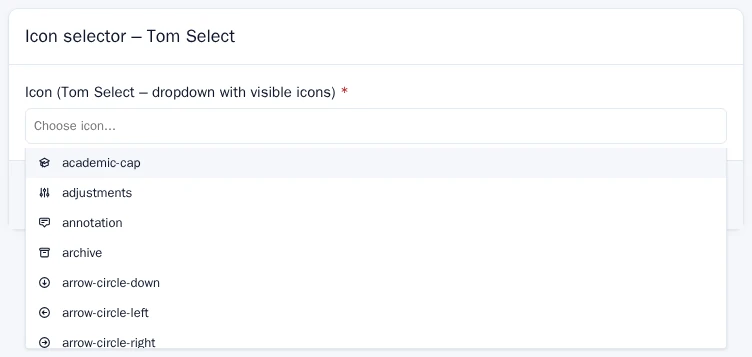 Icon selector – Tom Select
Icon (Tom Select – dropdown with visible icons) *
Choose icon...
academic-cap
adjustments
annotation
archive
arrow-circle-down
arrow-circle-left
arrow-circle-right